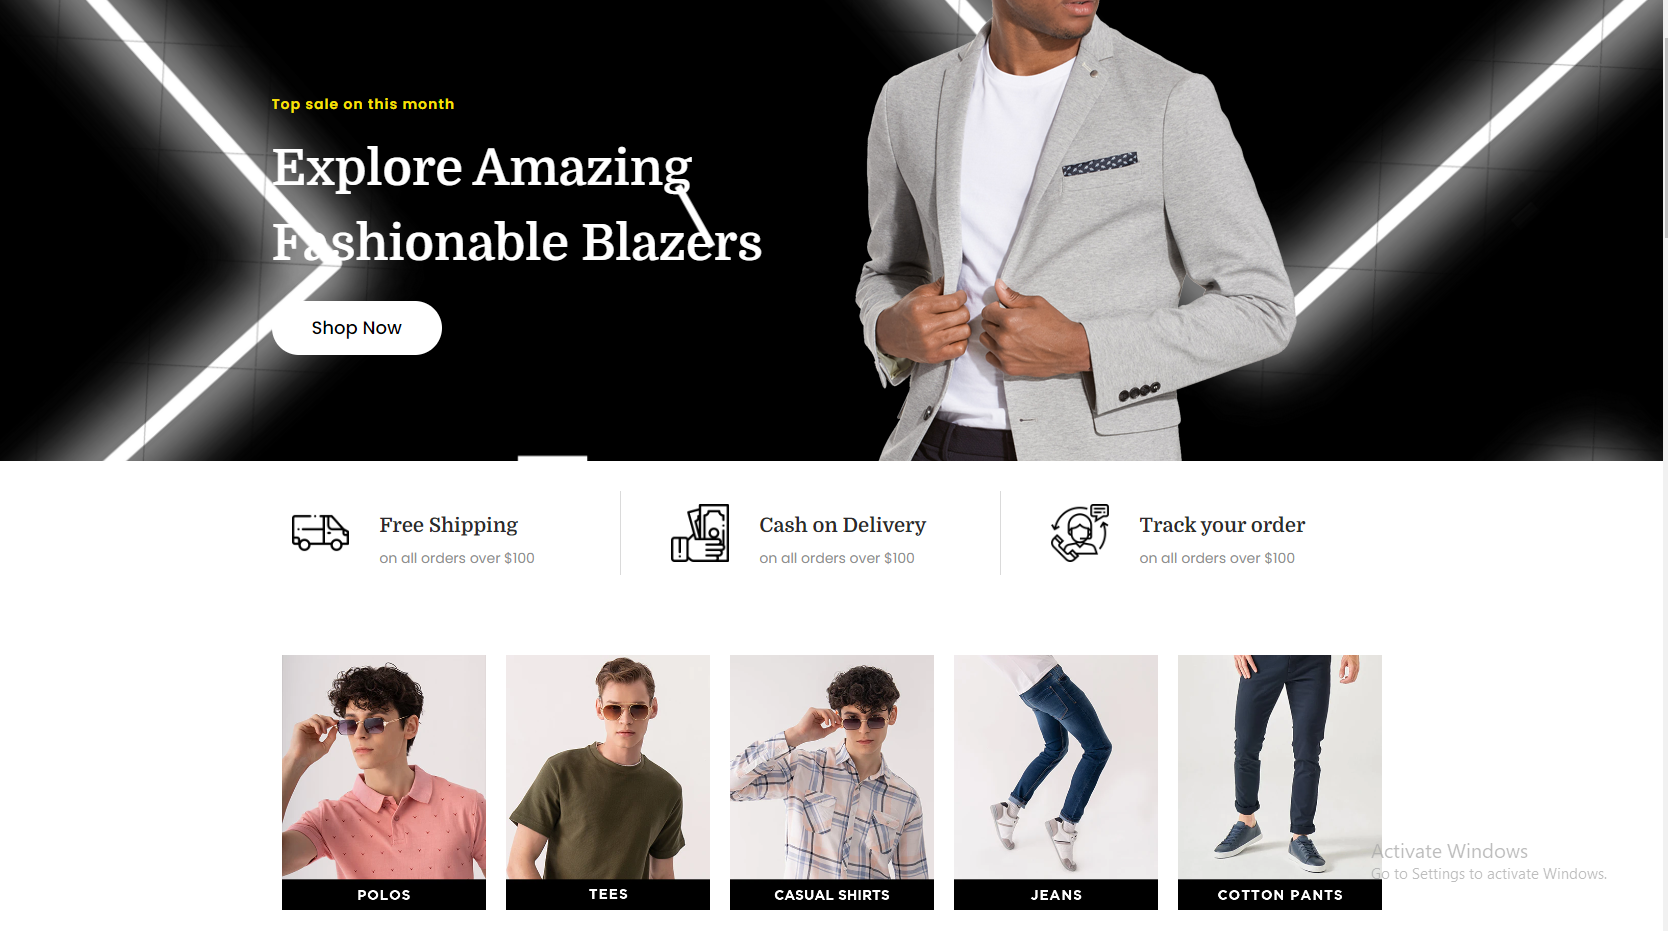 Top sale on this month
Explore Amazing
Fashionable Blazers
Shop Now
Free Shipping
on all orders over $100
Cash on Delivery
on all orders over $100
Track your order
on all orders over $100
POLOS
TEES
CASUAL SHIRTS
JEANS
COTTON PANTS
Activate Windows
Go to Settings to activate Windows.